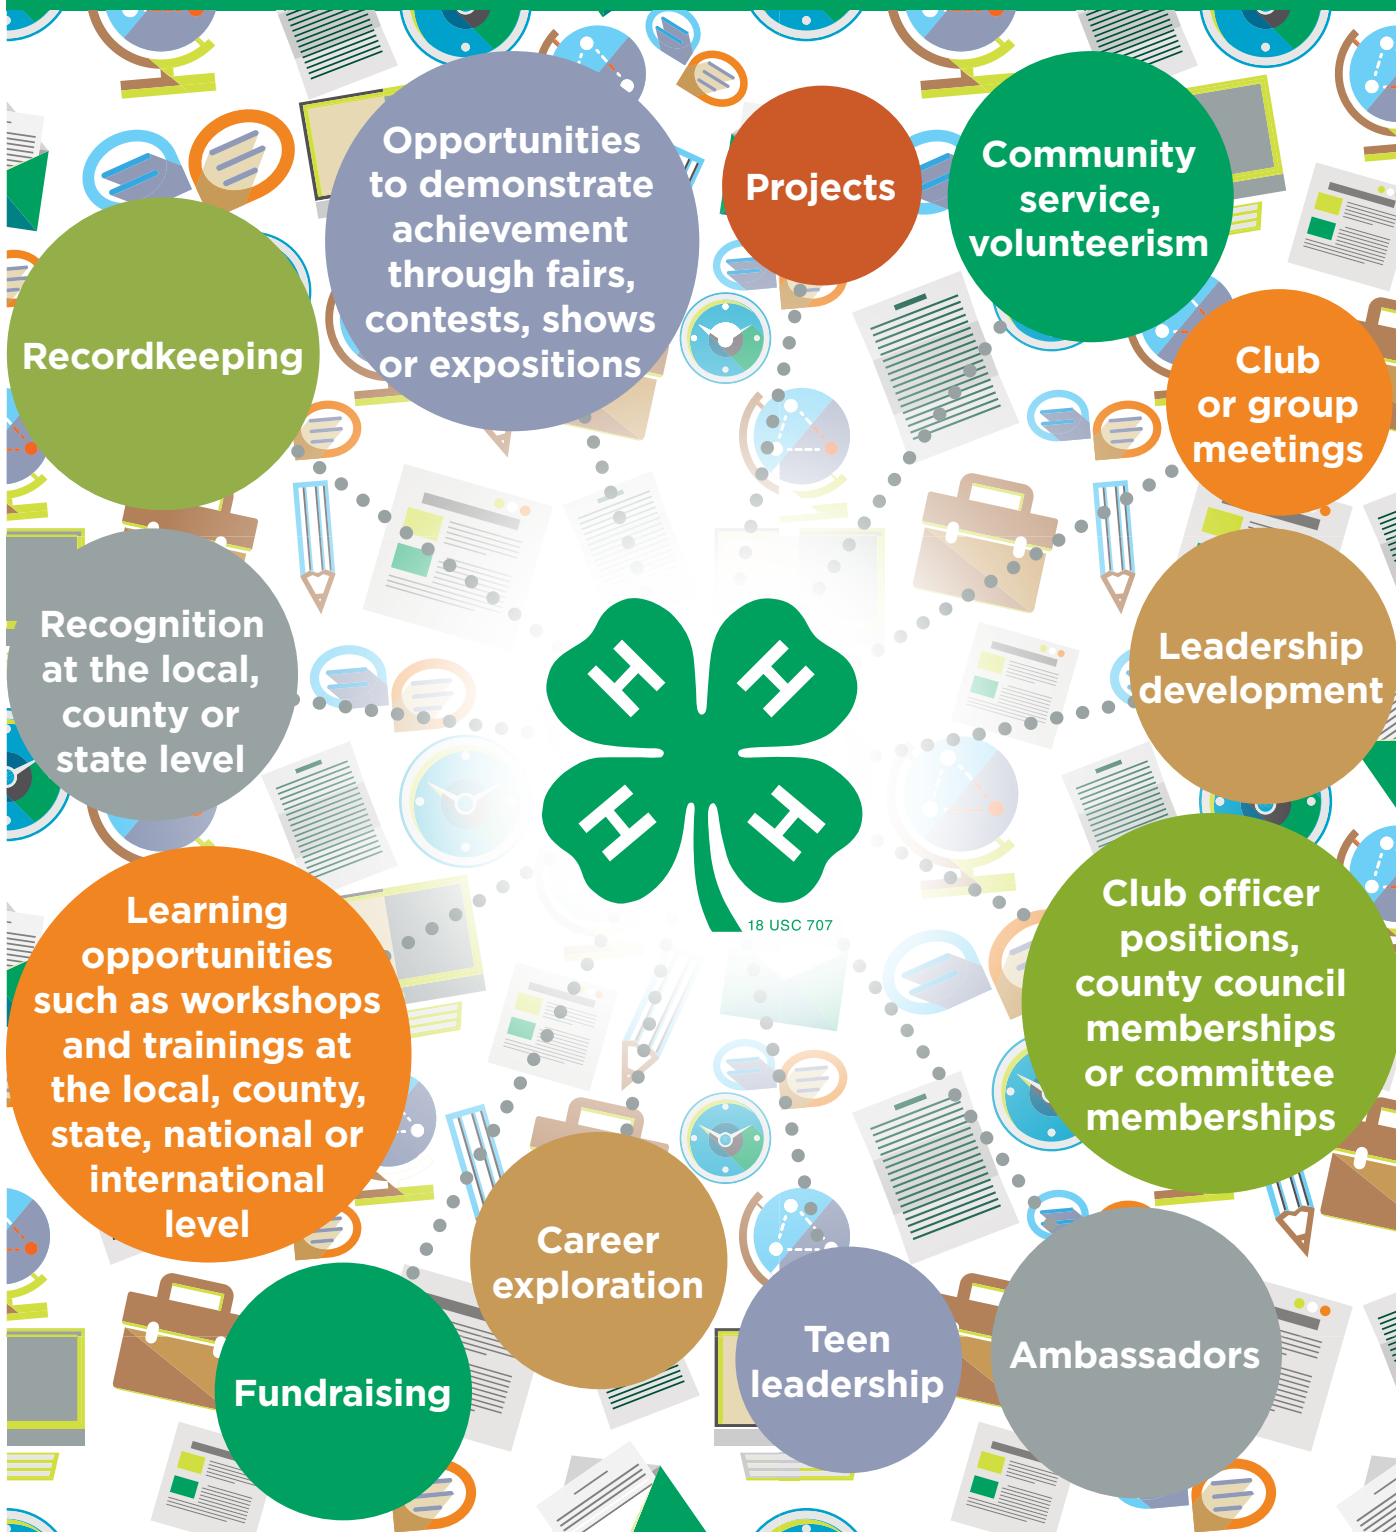 Opportunities
to demonstrate
achievement
through fairs,
contests, shows
or expositions
Projects
Community
service,
volunteerism
Recordkeeping
Club
or group
meetings
Recognition
at the local,
county or
state level
Leadership
development
H H
H H
18 USC 707
Learning
opportunities
such as workshops
and trainings at
the local, county,
state, national or
international
level
Club officer
positions,
county council
memberships
or committee
memberships
Career
exploration
Teen
leadership
Ambassadors
Fundraising